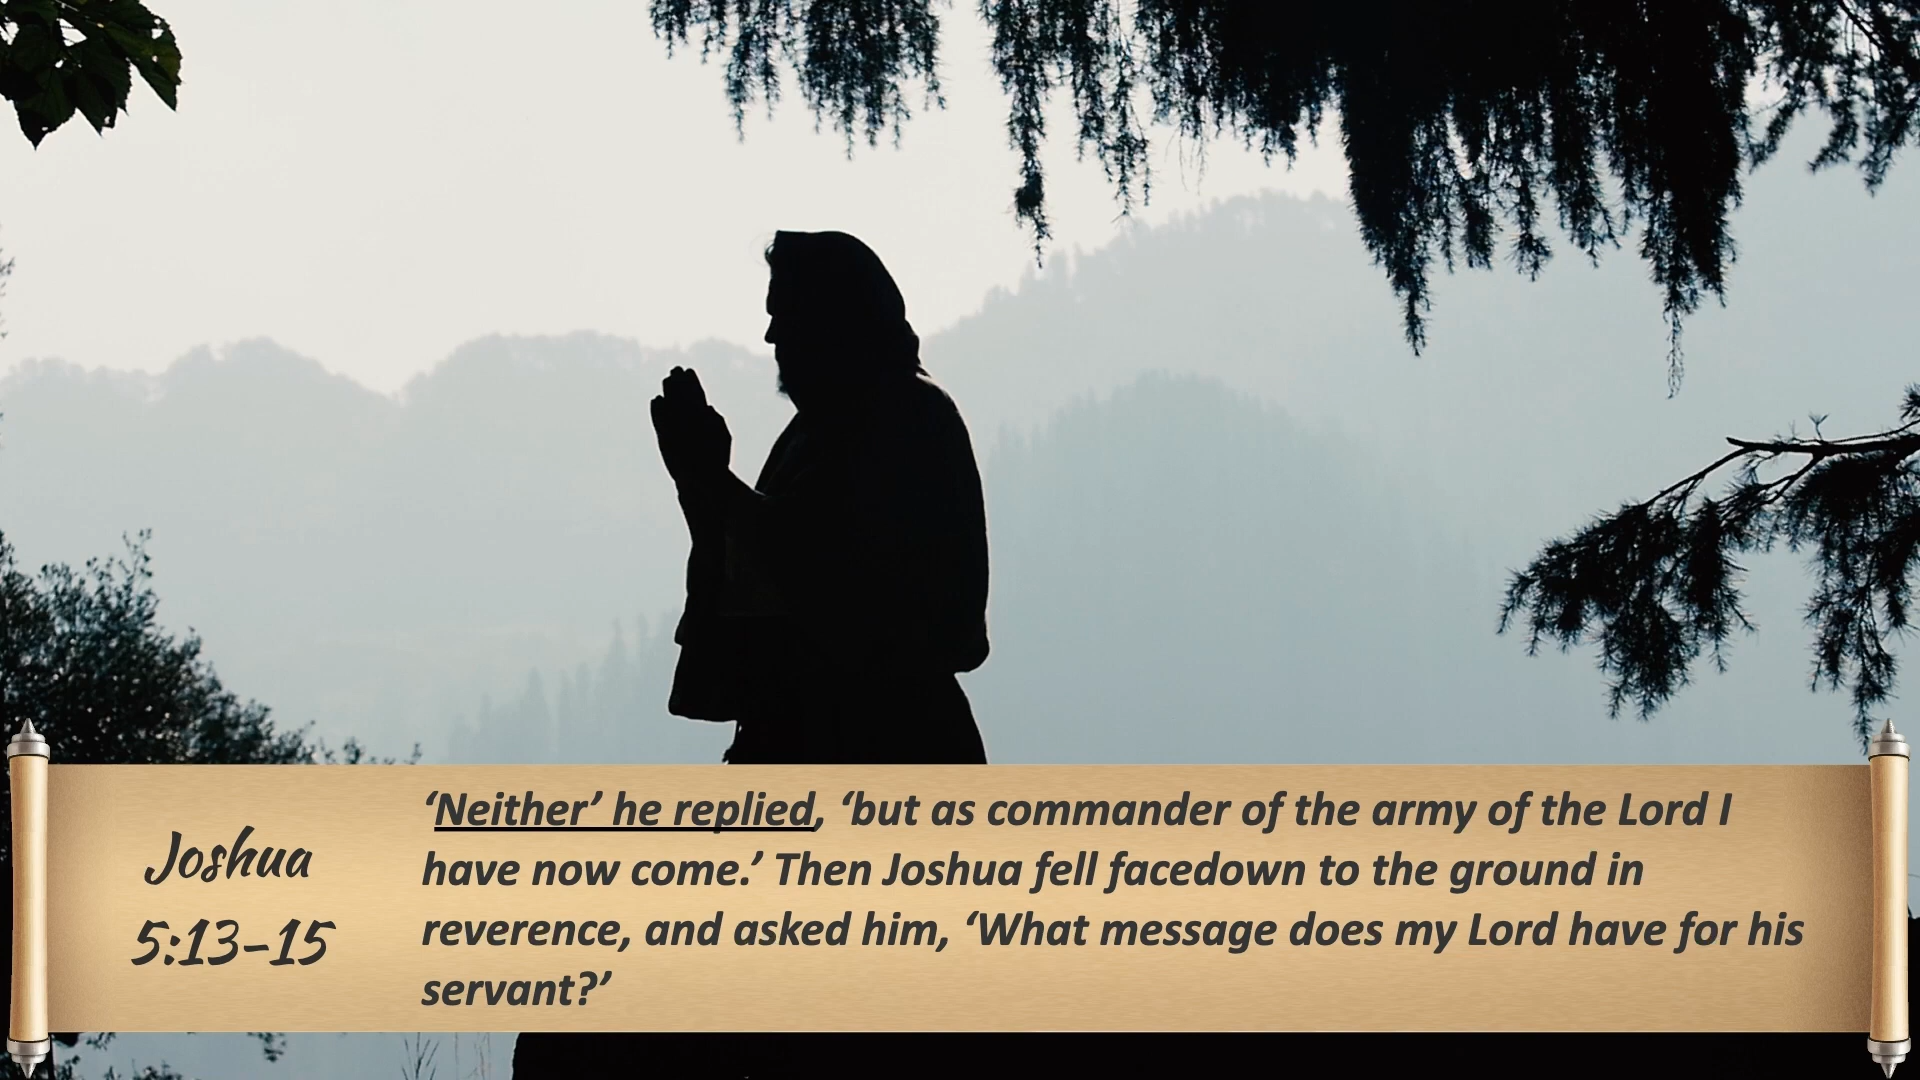 Joshua
5:13-15
‘Neither’ he replied, ‘but as commander of the army of the Lord I
have now come.’ Then Joshua fell facedown to the ground in
reverence, and asked him, ‘What message does my Lord have for his
servant?’